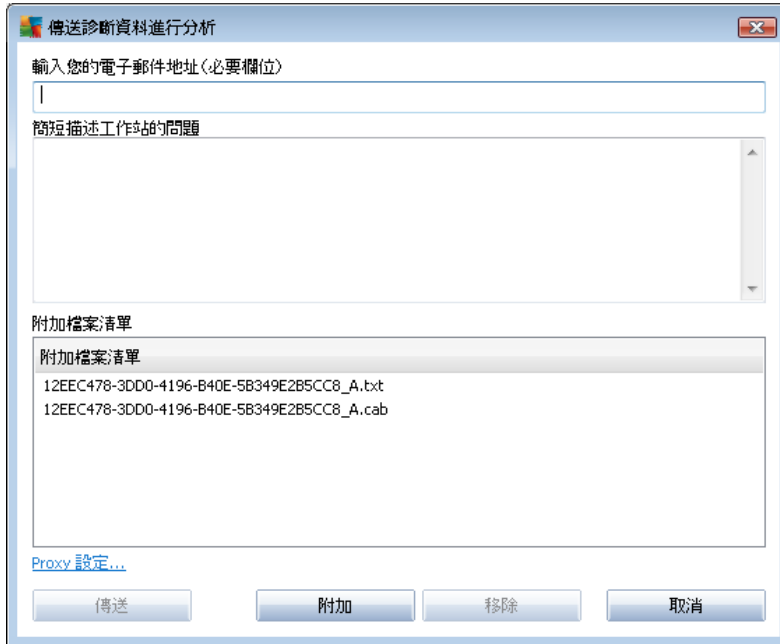 傳送診斷資料進行分析
輸入您的電子郵件地址(必要欄位)
簡短描述工作站的問題
附加檔案清單
附加檔案清單
12EEC478-3DD0-4196-B40E-5B349E2B5CC8_A.txt
12EEC478-3DD0-4196-B40E-5B349E2B5CC8_A.cab
Proxy 設定...
傳送 附加 移除 取消